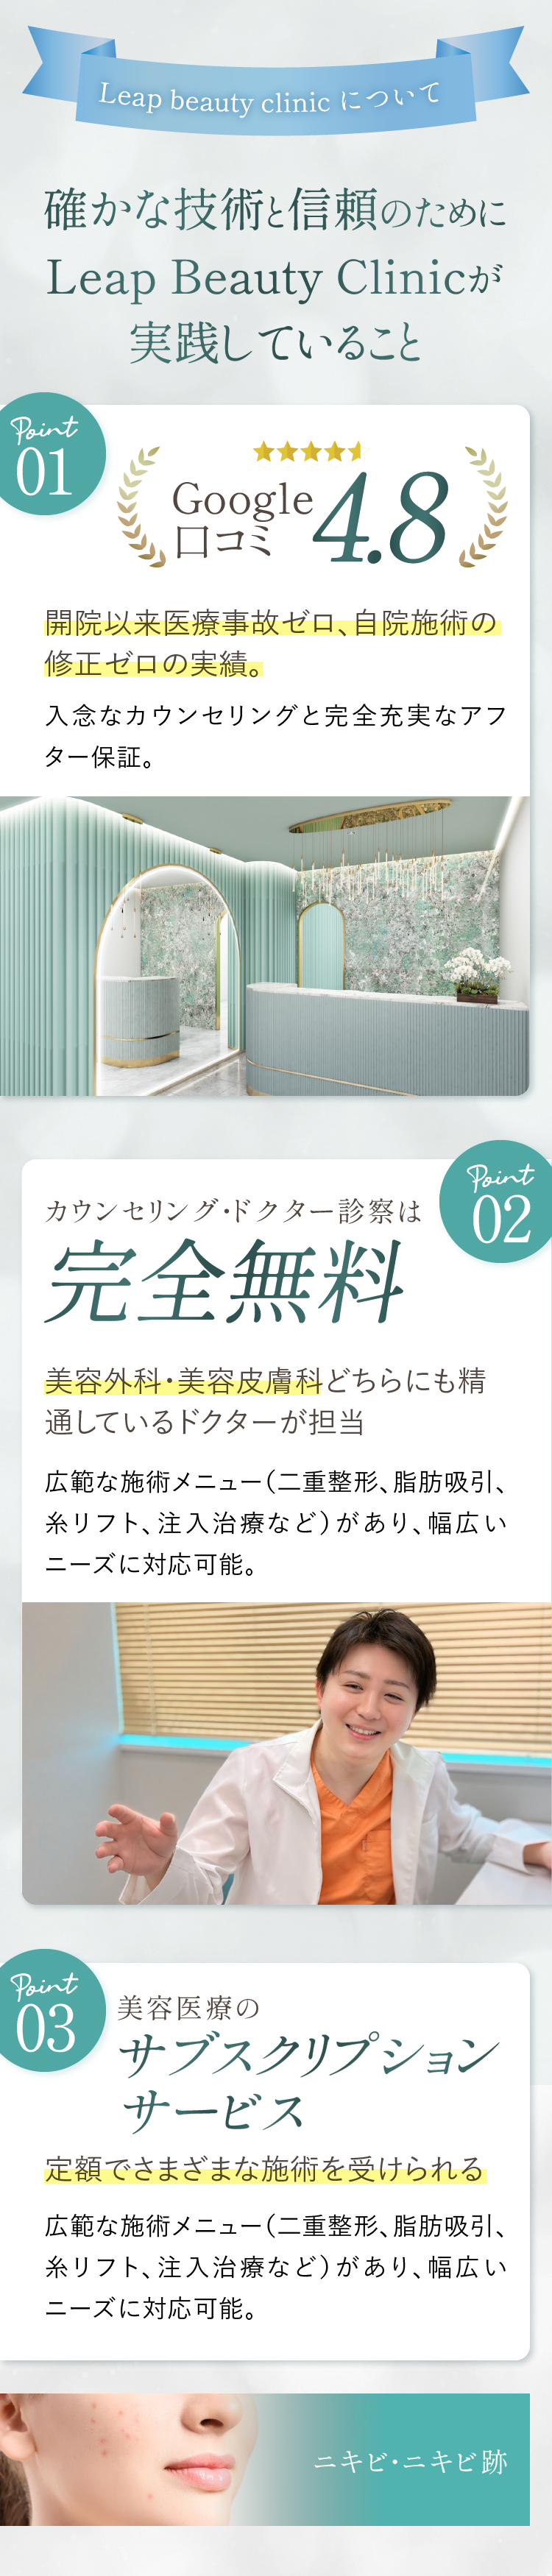 Leap beauty clinic について
確かな技術と信頼のために
Leap Beauty Clinicが
実践していること
Point
01
Google
口コミ
4.8
開院以来医療事故ゼロ、自院施術の
修正ゼロの実績。
入念なカウンセリングと完全充実なアフ
ター保証。
Point
02
カウンセリング・ドクター診察は
完全無料
美容外科・美容皮膚科どちらにも精
通しているドクターが担当
広範な施術メニュー(二重整形、脂肪吸引、
糸リフト、注入治療など)があり、幅広い
ニーズに対応可能。
Point
03
美容医療の
サブスクリプション
サービス
定額でさまざまな施術を受けられる
広範な施術メニュー(二重整形、脂肪吸引、
糸リフト、注入治療など)があり、幅広い
ニーズに対応可能。
ニキビ・ニキビ跡